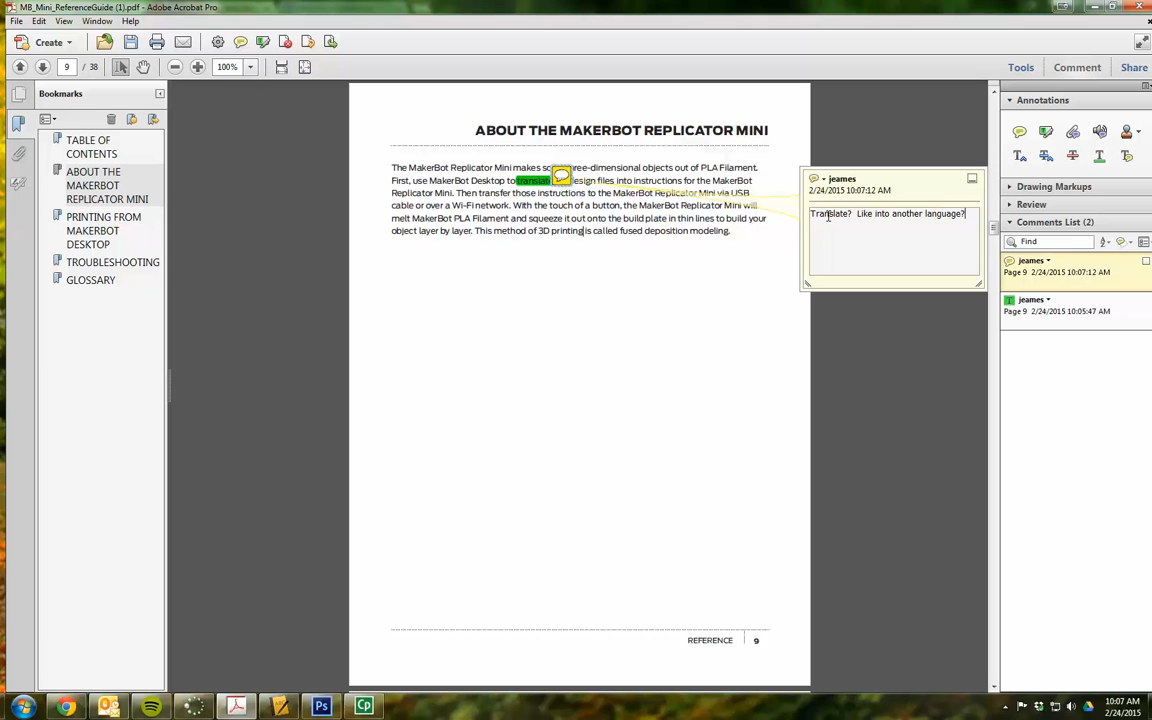 MB_Mini_ReferenceGuide (1).pdf - Adobe Acrobat Pro
File Edit View Window Help
Create
9 / 38
100%
Tools Comment Share
Bookmarks
TABLE OF
CONTENTS
ABOUT THE
MAKERBOT
REPLICATOR MINI
PRINTING FROM
MAKERBOT
DESKTOP
TROUBLESHOOTING
GLOSSARY
ABOUT THE MAKERBOT REPLICATOR MINI
The MakerBot Replicator Mini makes three-dimensional objects out of PLA Filament.
First, use MakerBot Desktop to design files into instructions for the MakerBot
Replicator Mini. Then transfer those instructions to the MakerBot Replicator Mini via USB
cable or over a Wi-Fi network. With the touch of a button, the MakerBot Replicator Mini will
melt MakerBot PLA Filament and squeeze it out onto the build plate in thin lines to build your
object layer by layer. This method of 3D printing is called fused deposition modeling.
REFERENCE 9
jeames
2/24/2015 10:07:12 AM
Translate? Like into another language?
Annotations
Drawing Markups
Review
Comments List (2)
Find
jeames
Page 9 2/24/2015 10:07:12 AM
jeames
Page 9 2/24/2015 10:05:47 AM
Ps
Cp
10:07 AM
2/24/2015